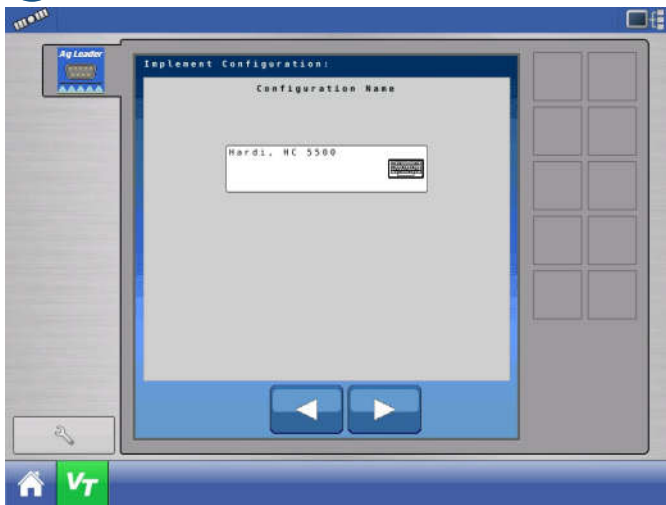 Ag Leader
Implement Configuration:
Configuration Name
Hardi, HC 5500
VT